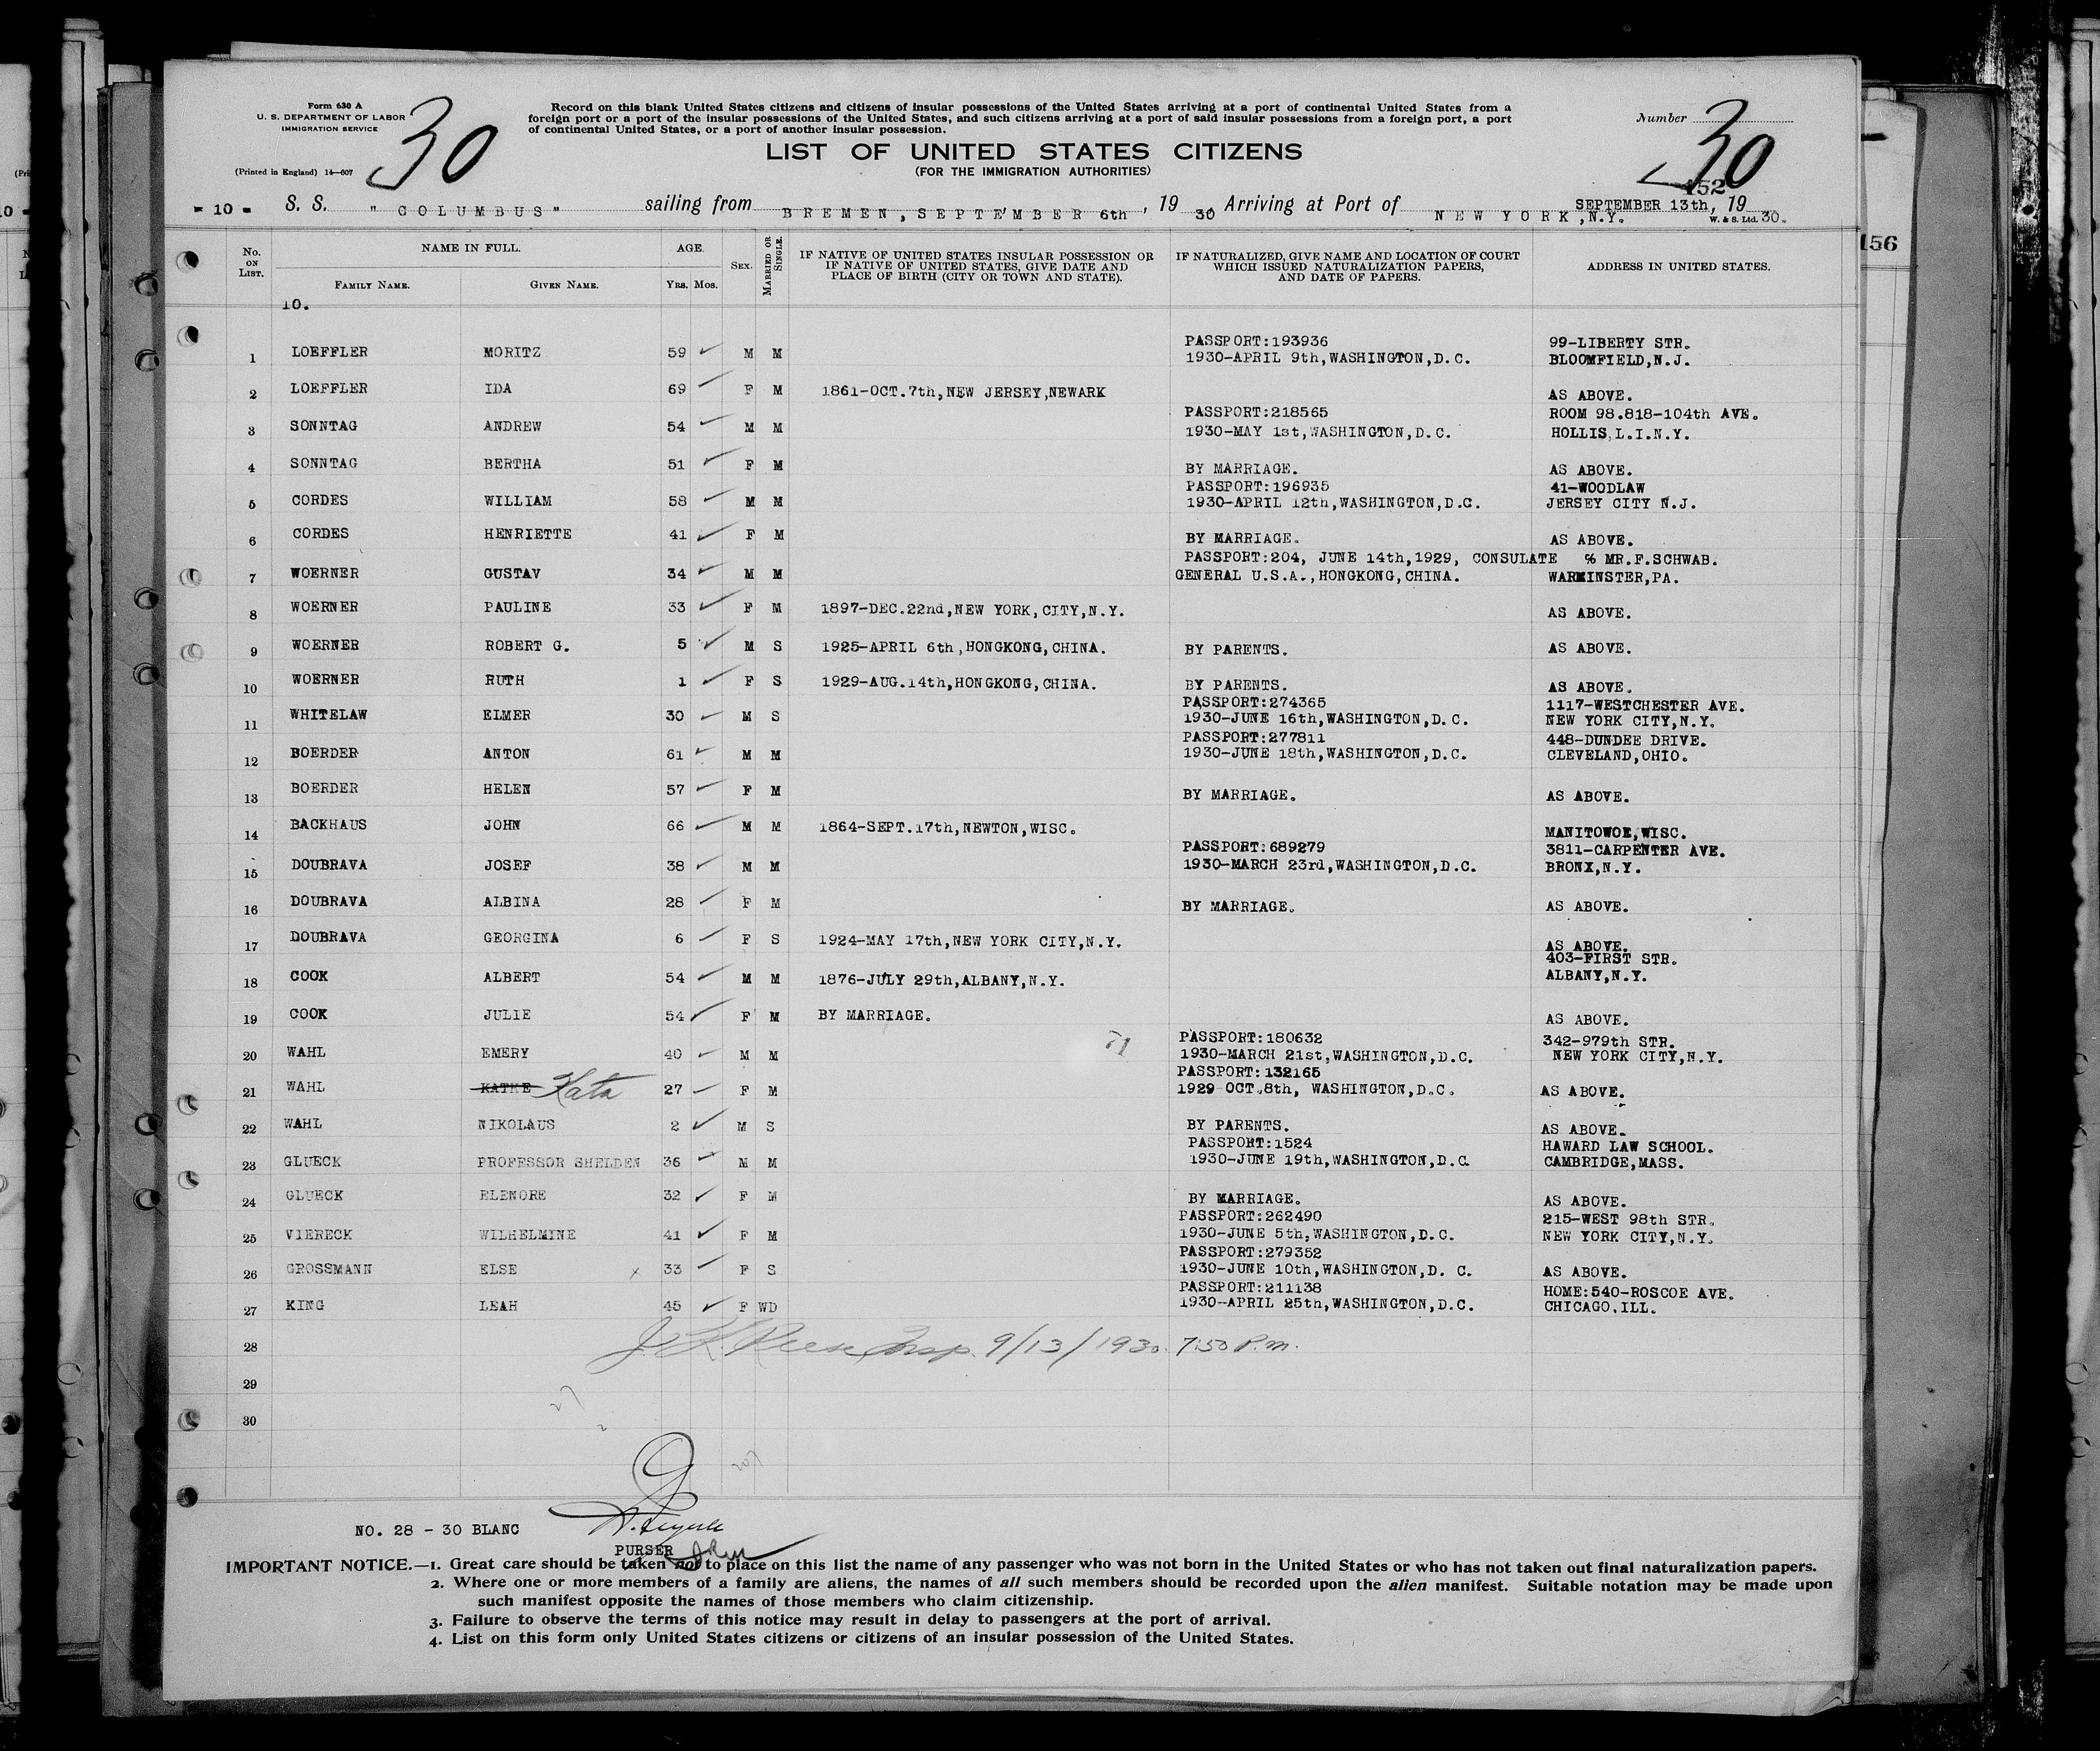 Form 630 A
U. S. DEPARTMENT OF LABOR
IMMIGRATION SERVICE
(Printed in England) 14—607
30
Record on this blank United States citizens and citizens of insular possessions of the United States arriving at a port of continental United States from a
foreign port or a port of the insular possessions of the United States, and such citizens arriving at a port of said insular possessions from a foreign port, a port
of continental United States, or a port of another insular possession.
Number 30
152
LIST OF UNITED STATES CITIZENS
(FOR THE IMMIGRATION AUTHORITIES)
- 10 - S. S. "COLUMBUS" sailing from BREMEN, SEPTEMBER 6th, 19 30 Arriving at Port of NEW YORK, N.Y. SEPTEMBER 13th, 19 30.
W. & S. Ltd.
156
No. ON LIST. NAME IN FULL. FAMILY NAME. GIVEN NAME. AGE. YRS. MOS. SEX. MARRIED OR SINGLE. IF NATIVE OF UNITED STATES INSULAR POSSESSION OR IF NATIVE OF UNITED STATES, GIVE DATE AND PLACE OF BIRTH (CITY OR TOWN AND STATE). IF NATURALIZED, GIVE NAME AND LOCATION OF COURT WHICH ISSUED NATURALIZATION PAPERS, AND DATE OF PAPERS. ADDRESS IN UNITED STATES.
10.
PASSPORT:193936 99-LIBERTY STR.
1 LOEFFLER MORITZ 59 M M 1930-APRIL 9th,WASHINGTON,D.C. BLOOMFIELD,N.J.
2 LOEFFLER IDA 69 F M 1861-OCT.7th,NEW JERSEY,NEWARK AS ABOVE.
PASSPORT:218565 ROOM 98.818-104th AVE.
3 SONNTAG ANDREW 54 M M 1930-MAY 1st,WASHINGTON,D.C. HOLLIS,L.I.N.Y.
4 SONNTAG BERTHA 51 F M BY MARRIAGE. AS ABOVE.
PASSPORT:196935 41-WOODLAW
5 CORDES WILLIAM 58 M M 1930-APRIL 12th,WASHINGTON,D.C. JERSEY CITY N.J.
6 CORDES HENRIETTE 41 F M BY MARRIAGE. AS ABOVE.
PASSPORT:204, JUNE 14th,1929, CONSULATE % MR.F.SCHWAB.
7 WOERNER GUSTAV 34 M M GENERAL U.S.A.,HONGKONG,CHINA. WARMINSTER,PA.
8 WOERNER PAULINE 33 F M 1897-DEC.22nd,NEW YORK,CITY,N.Y. AS ABOVE.
9 WOERNER ROBERT G. 5 M S 1925-APRIL 6th,HONGKONG,CHINA. BY PARENTS. AS ABOVE.
10 WOERNER RUTH 1 F S 1929-AUG.14th,HONGKONG,CHINA. BY PARENTS. AS ABOVE.
PASSPORT:274365 1117-WESTCHESTER AVE.
11 WHITELAW ELMER 30 M S 1930-JUNE 16th,WASHINGTON,D.C. NEW YORK CITY,N.Y.
PASSPORT:277811 448-DUNDEE DRIVE.
12 BOERDER ANTON 61 M M 1930-JUNE 18th,WASHINGTON,D.C. CLEVELAND,OHIO.
13 BOERDER HELEN 57 F M BY MARRIAGE. AS ABOVE.
14 BACKHAUS JOHN 66 M M 1864-SEPT.17th,NEWTON,WISC. MANITOWOE,WISC.
PASSPORT:689279 3811-CARPENTER AVE.
15 DOUBRAVA JOSEF 38 M M 1930-MARCH 23rd,WASHINGTON,D.C. BRONX,N.Y.
16 DOUBRAVA ALBINA 28 F M BY MARRIAGE. AS ABOVE.
17 DOUBRAVA GEORGINA 6 F S 1924-MAY 17th,NEW YORK CITY,N.Y. AS ABOVE.
403-FIRST STR.
18 COOK ALBERT 54 M M 1876-JULY 29th,ALBANY,N.Y. ALBANY,N.Y.
19 COOK JULIE 54 F M BY MARRIAGE. AS ABOVE.
PASSPORT:180632 342-979th STR.
20 WAHL EMERY 40 M M 1930-MARCH 21st,WASHINGTON,D.C. NEW YORK CITY,N.Y.
PASSPORT:132165
21 WAHL KATHE Kata 27 F M 1929 OCT.8th, WASHINGTON,D.C. AS ABOVE.
22 WAHL NIKOLAUS 2 M S BY PARENTS. AS ABOVE.
PASSPORT:1524 HAWARD LAW SCHOOL.
23 GLUECK PROFESSOR SHELDEN 36 M M 1930-JUNE 19th,WASHINGTON,D.C. CAMBRIDGE,MASS.
24 GLUECK ELENORE 32 F M BY MARRIAGE. AS ABOVE.
PASSPORT:262490 215-WEST 98th STR.
25 VIERECK WILHELMINE 41 F M 1930-JUNE 5th,WASHINGTON,D.C. NEW YORK CITY,N.Y.
PASSPORT:279352
26 GROSSMANN ELSE x 33 F S 1930-JUNE 10th,WASHINGTON,D. C. AS ABOVE.
PASSPORT:211138 HOME:540-ROSCOE AVE.
27 KING LEAH 45 F WD 1930-APRIL 25th,WASHINGTON,D.C. CHICAGO.ILL.
28 Insp. 9/13/1930. 7:50 P.m.
29
30
27
NO. 28 - 30 BLANC
PURSER
IMPORTANT NOTICE.—1. Great care should be taken not to place on this list the name of any passenger who was not born in the United States or who has not taken out final naturalization papers.
2. Where one or more members of a family are aliens, the names of all such members should be recorded upon the alien manifest. Suitable notation may be made upon
such manifest opposite the names of those members who claim citizenship.
3. Failure to observe the terms of this notice may result in delay to passengers at the port of arrival.
4. List on this form only United States citizens or citizens of an insular possession of the United States.